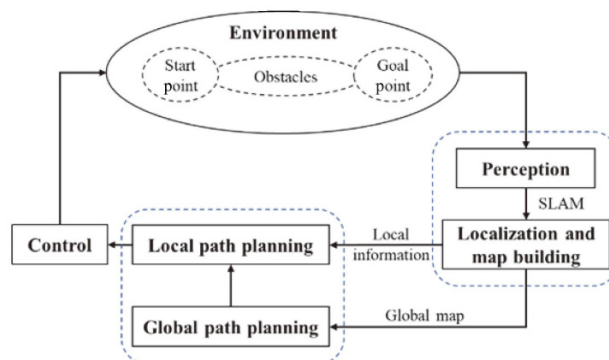 Environment
Start
point
Obstacles
Goal
point
Perception
SLAM
Localization and
map building
Local
information
Local path planning
Control
Global path planning
Global map